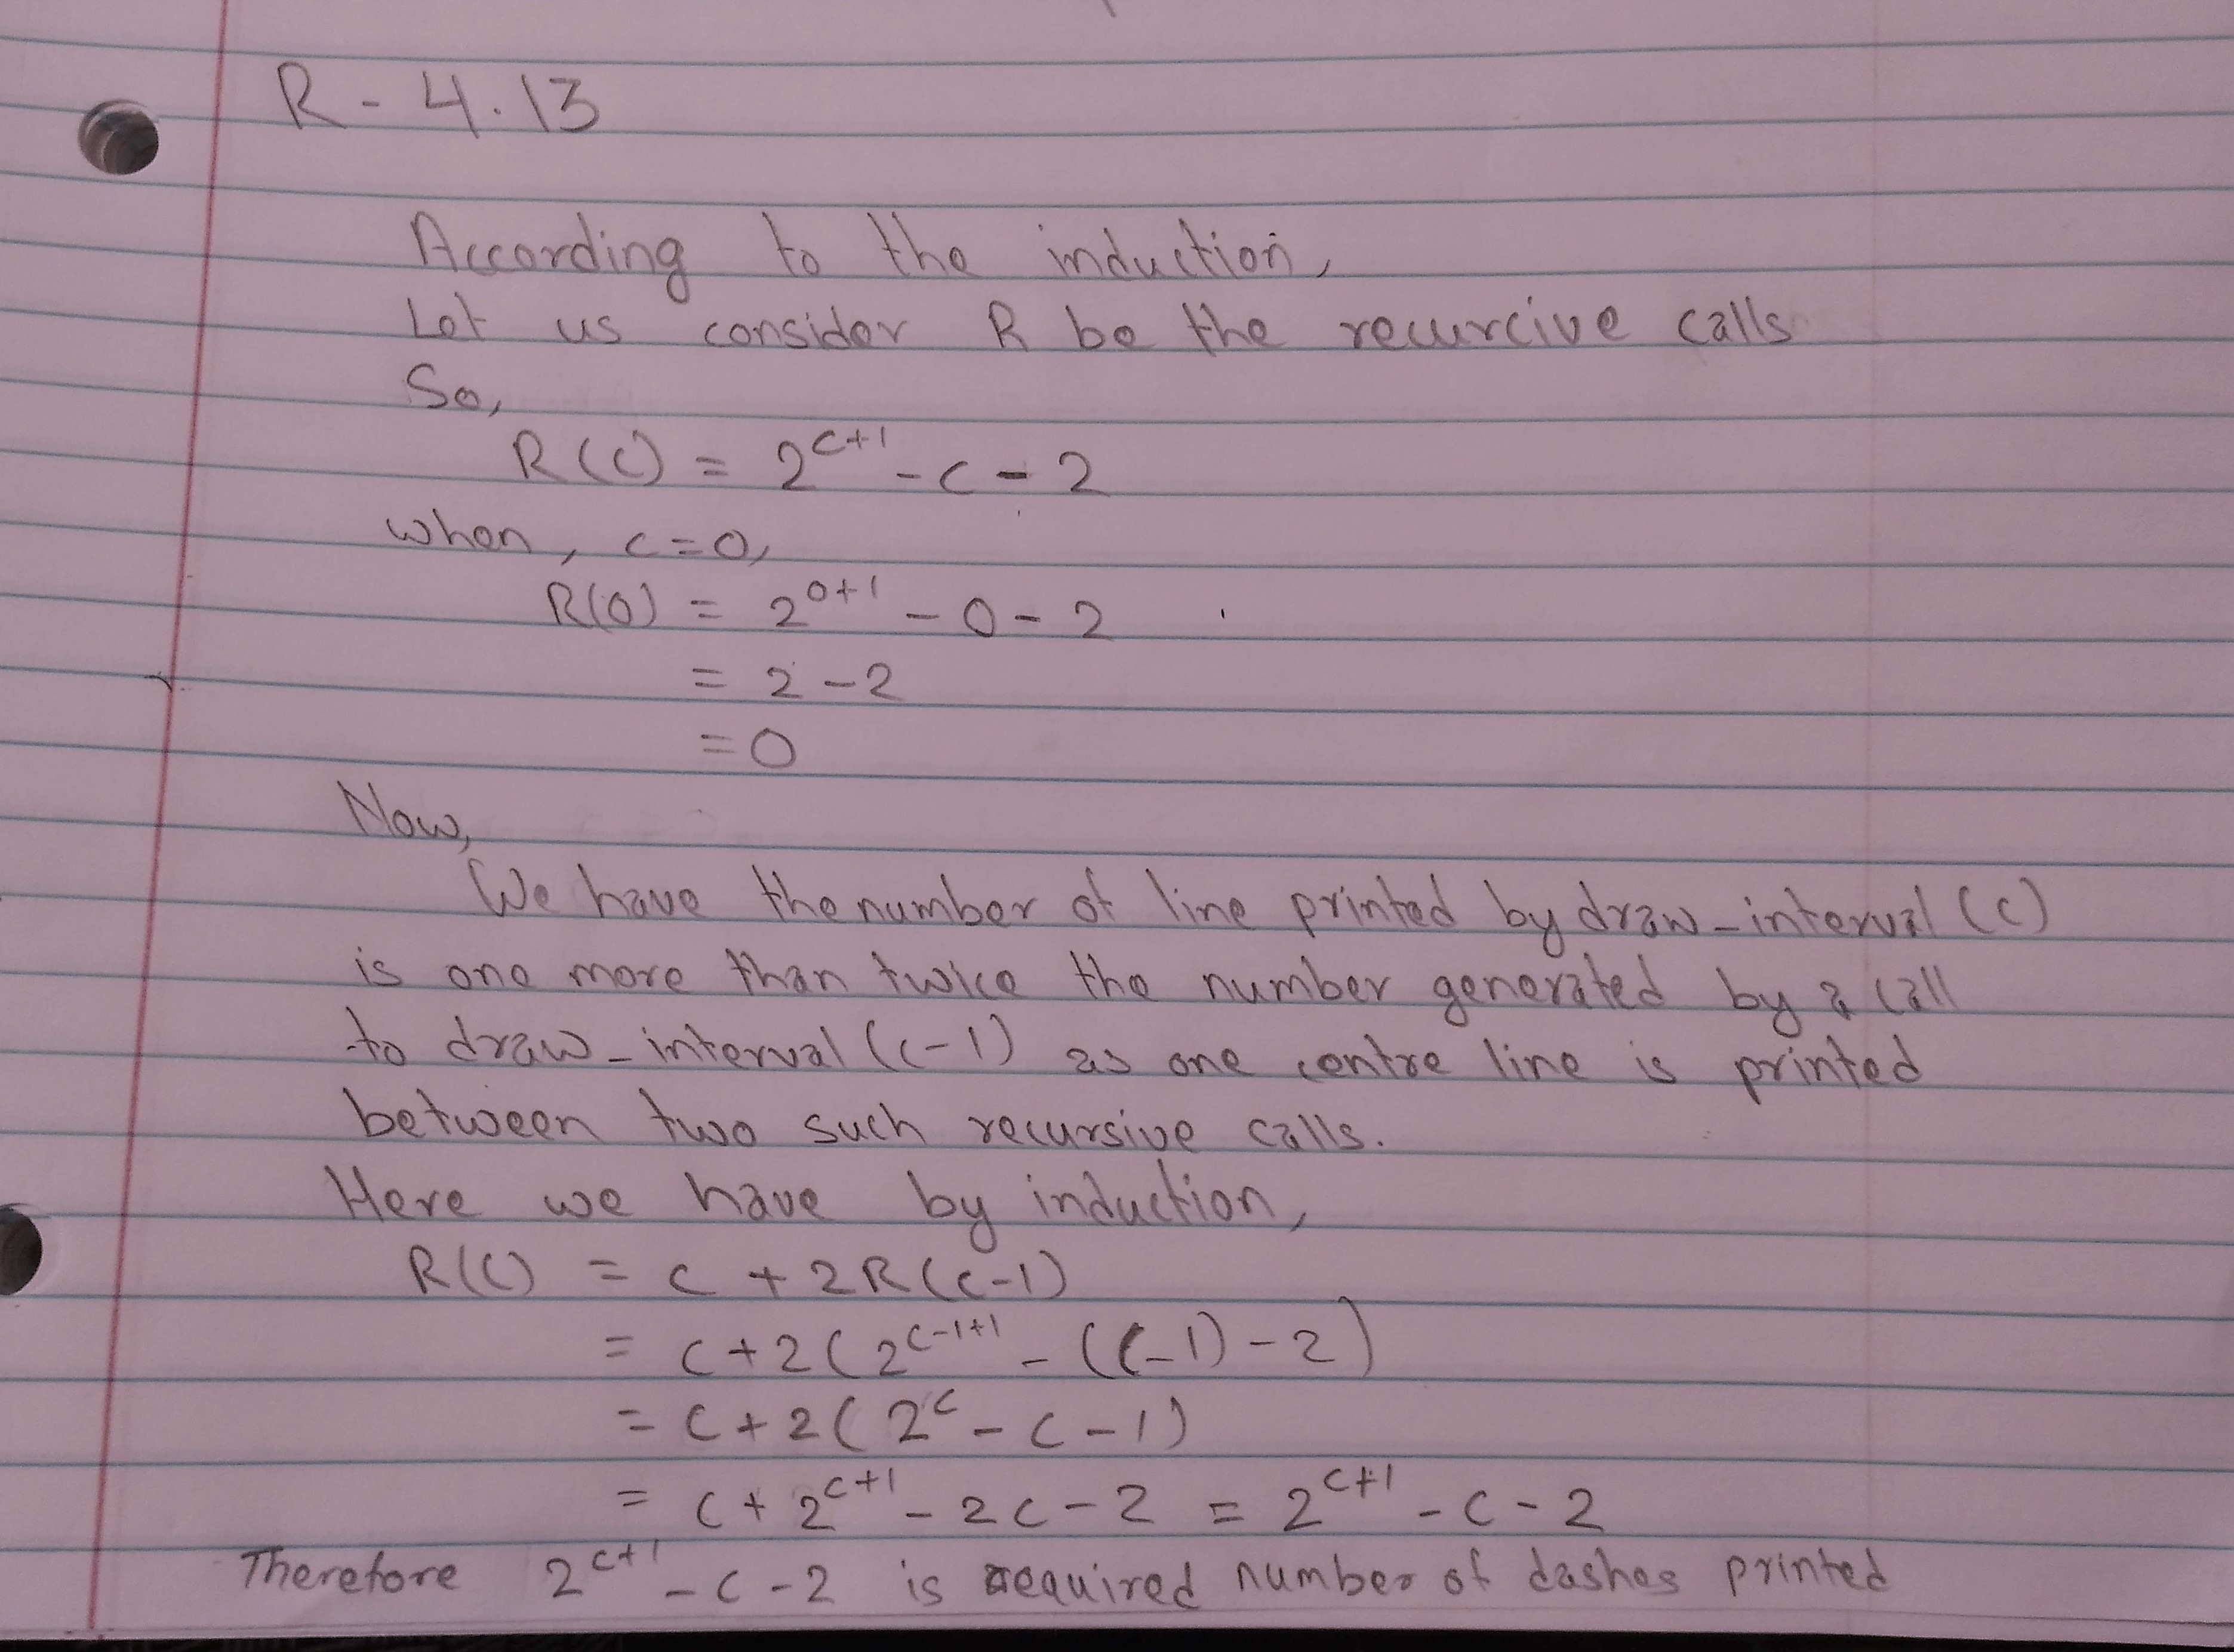 R - 4.13
According to the induction,
Let us consider R be the recurcive calls
So,
R(c) = 2^{c+1} - c - 2
when, c=0,
R(0) = 2^{0+1} - 0 - 2
= 2 - 2
= 0
Now,
We have the number of line printed by draw_interval (c)
is one more than twice the number generated by a call
to draw_interval (c-1) as one centre line is printed
between two such recursive calls.
Here we have by induction,
R(c) = c + 2R(c-1)
= c + 2(2^{c-1+1} - (c-1) - 2)
= c + 2(2^c - c - 1)
= c + 2^{c+1} - 2c - 2 = 2^{c+1} - c - 2
Therefore 2^{c+1} - c - 2 is required number of dashes printed